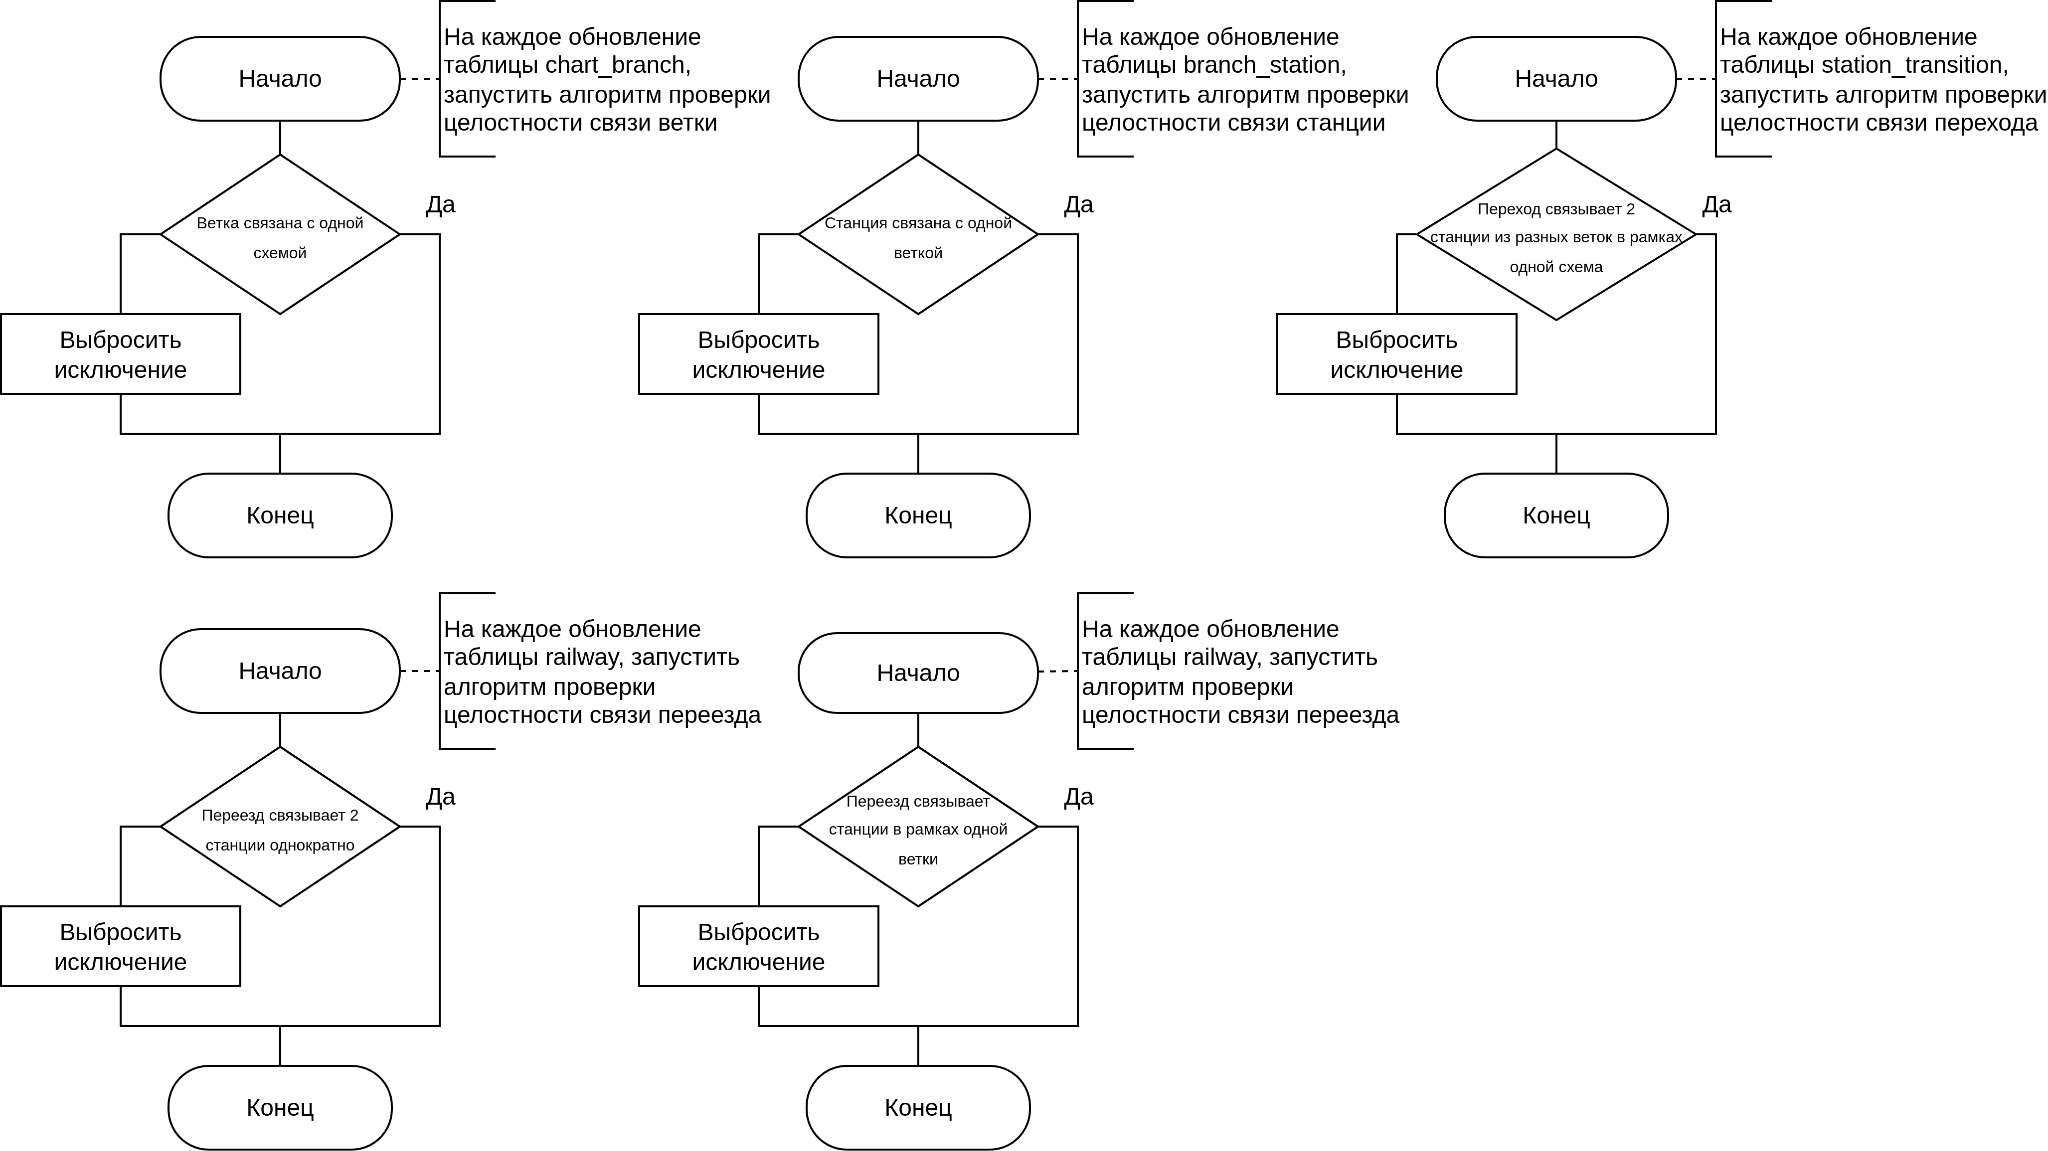 Начало
На каждое обновление
таблицы chart_branch,
запустить алгоритм проверки
целостности связи ветки
Да
Ветка связана с одной
схемой
Выбросить
исключение
Конец
Начало
На каждое обновление
таблицы branch_station,
запустить алгоритм проверки
целостности связи станции
Да
Станция связана с одной
веткой
Выбросить
исключение
Конец
Начало
На каждое обновление
таблицы station_transition,
запустить алгоритм проверки
целостности связи перехода
Да
Переход связывает 2
станции из разных веток в рамках
одной схема
Выбросить
исключение
Конец
Начало
На каждое обновление
таблицы railway, запустить
алгоритм проверки
целостности связи переезда
Да
Переезд связывает 2
станции однократно
Выбросить
исключение
Конец
Начало
На каждое обновление
таблицы railway, запустить
алгоритм проверки
целостности связи переезда
Да
Переезд связывает
станции в рамках одной
ветки
Выбросить
исключение
Конец